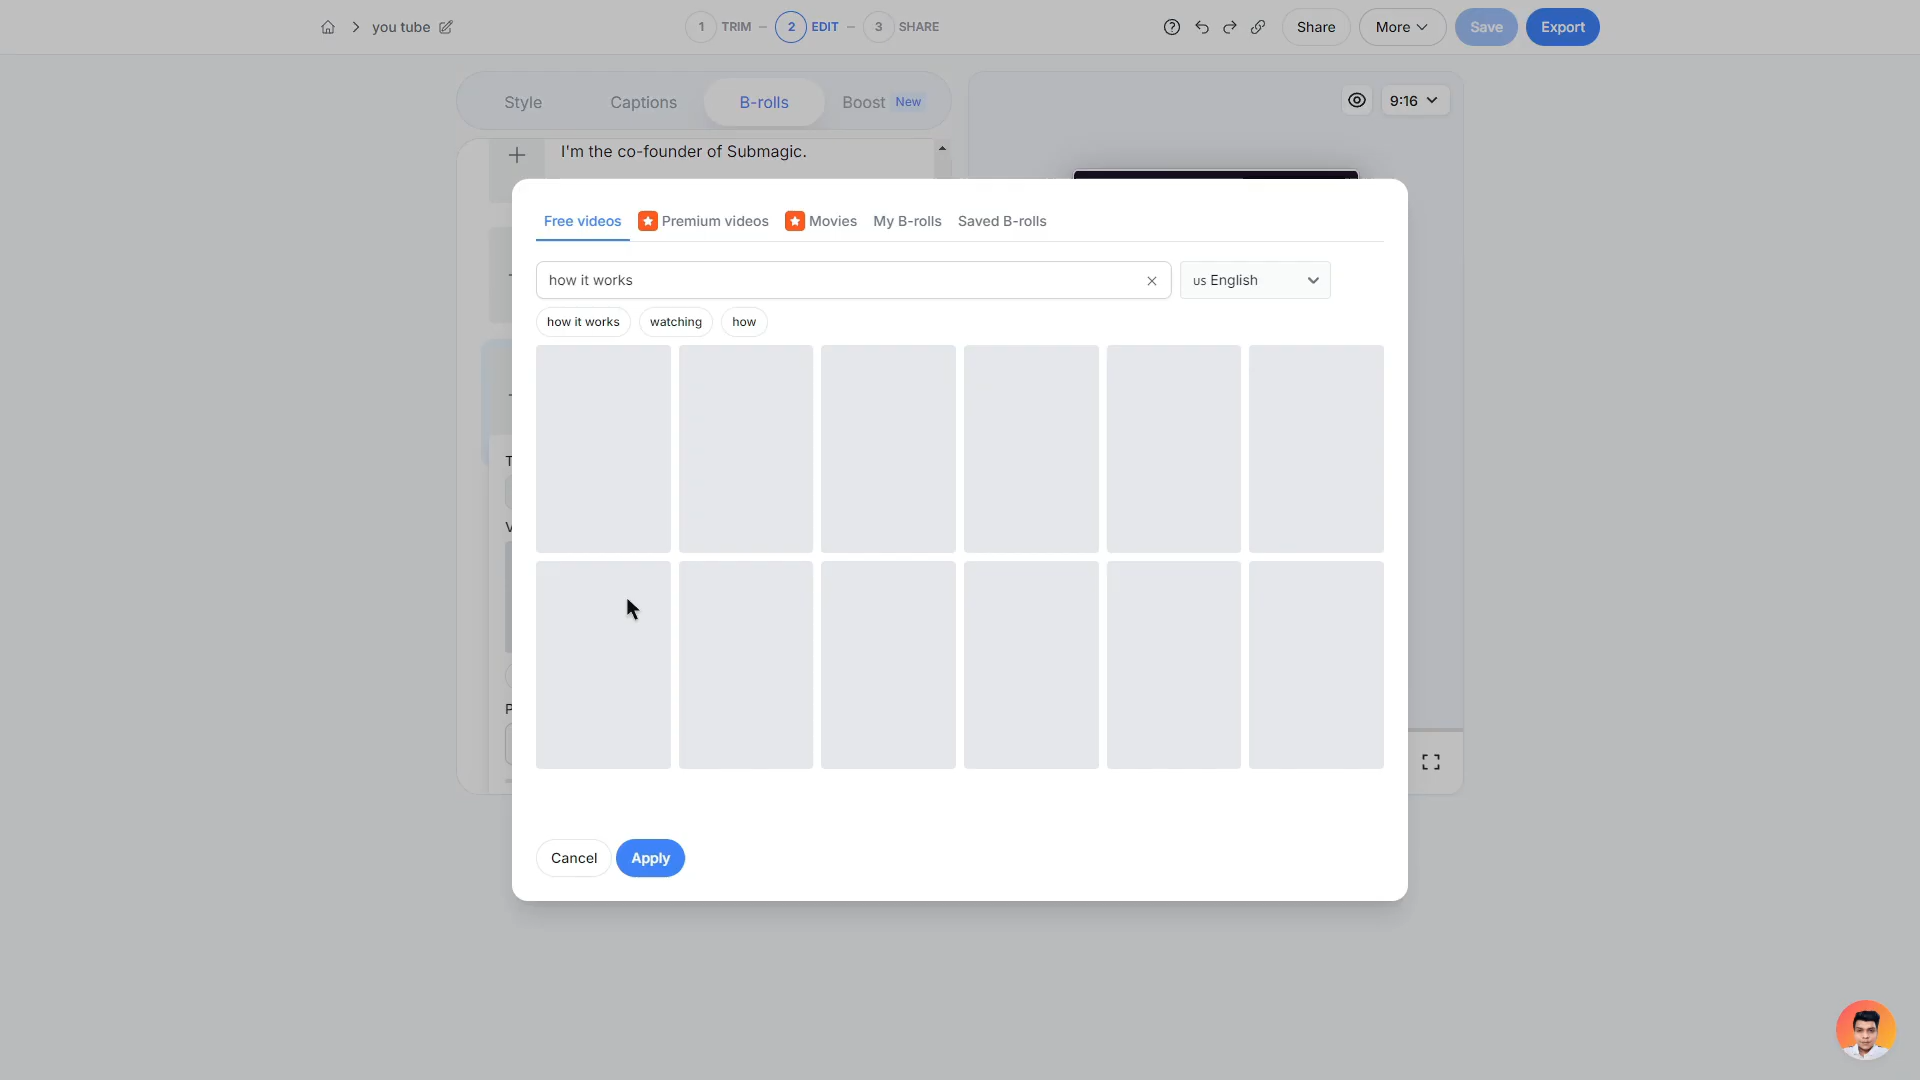 you tube
1 TRIM 2 EDIT 3 SHARE
Share
More
Save
Export
Style
Captions
B-rolls
Boost New
9:16
I'm the co-founder of Submagic.
Free videos
Premium videos
Movies
My B-rolls
Saved B-rolls
how it works
us English
how it works
watching
how
Cancel
Apply